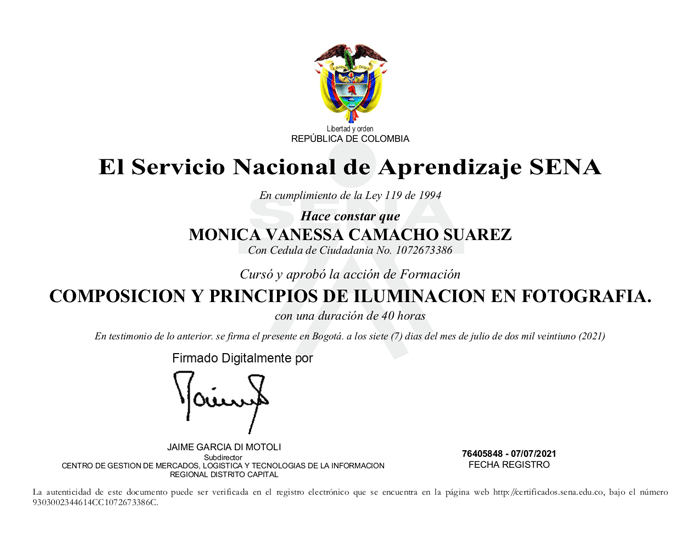 Libertad y orden
REPÚBLICA DE COLOMBIA
El Servicio Nacional de Aprendizaje SENA
En cumplimiento de la Ley 119 de 1994
SENA
Hace constar que
MONICA VANESSA CAMACHO SUAREZ
Con Cedula de Ciudadania No. 1072673386
Cursó y aprobó la acción de Formación
COMPOSICION Y PRINCIPIOS DE ILUMINACION EN FOTOGRAFIA.
con una duración de 40 horas
En testimonio de lo anterior. se firma el presente en Bogotá. a los siete (7) dias del mes de julio de dos mil veintiuno (2021)
Firmado Digitalmente por
JAIME GARCIA DI MOTOLI
Subdirector
CENTRO DE GESTION DE MERCADOS, LOGISTICA Y TECNOLOGIAS DE LA INFORMACION
REGIONAL DISTRITO CAPITAL
76405848 - 07/07/2021
FECHA REGISTRO
La autenticidad de este documento puede ser verificada en el registro electrónico que se encuentra en la página web http://certificados.sena.edu.co, bajo el número
9303002344614CC1072673386C.